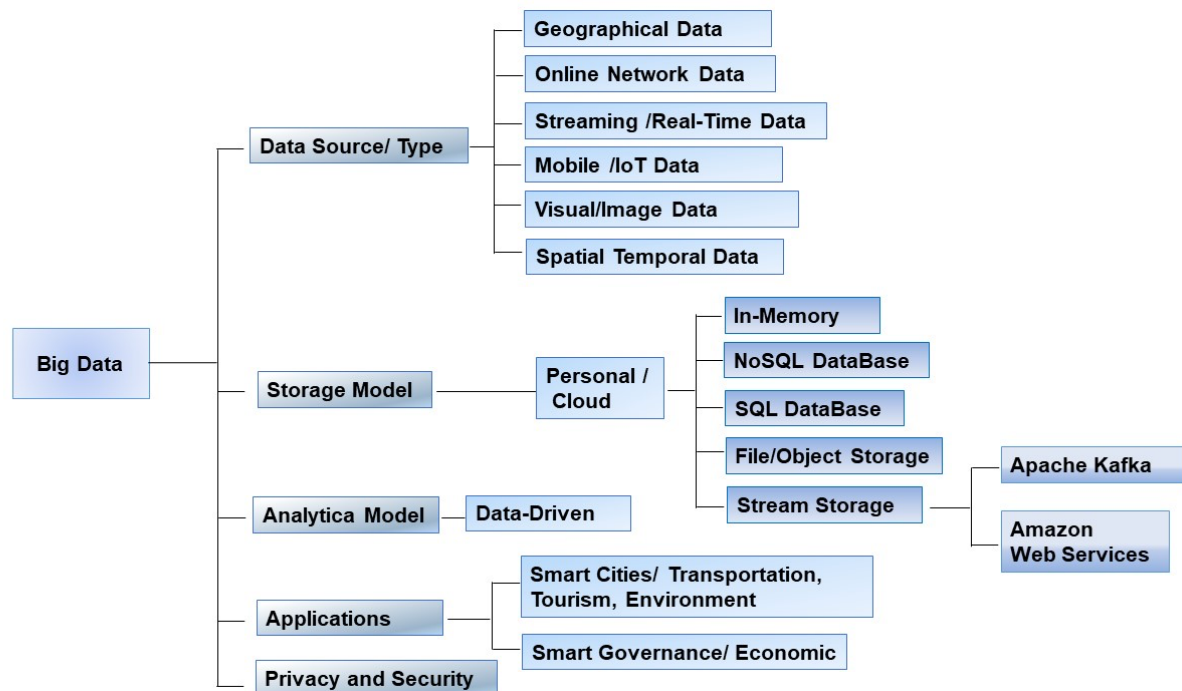 Geographical Data
Online Network Data
Streaming /Real-Time Data
Data Source/ Type
Mobile /IoT Data
Visual/Image Data
Spatial Temporal Data
In-Memory
Big Data
NoSQL DataBase
Storage Model
Personal /
Cloud
SQL DataBase
File/Object Storage
Apache Kafka
Stream Storage
Analytica Model
Data-Driven
Amazon
Web Services
Smart Cities/ Transportation,
Tourism, Environment
Applications
Smart Governance/ Economic
Privacy and Security